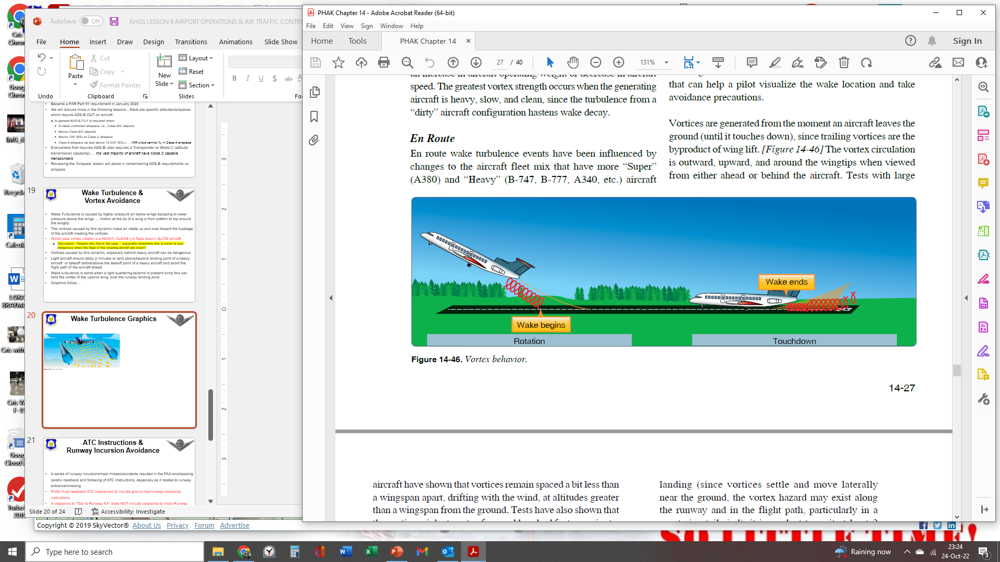 PHAK Chapter 14 - Adobe Acrobat Reader (64-bit)
File Edit View Sign Window Help
Home Tools PHAK Chapter 14 Sign In
27 / 40 131%
AutoSave Off AHGS LESSON 9 AIRPORT OPERATIONS & AIR TRAFFIC
File Home Insert Draw Design Transitions Animations Slide Show
Undo
Paste
Cut
Copy
Format Painter
Clipboard
New
Slide
Layout
Reset
Section
Slides
B I U S ab
Became a FAR Part 91 requirement in January 2020
We will discuss more in the following lessons…there are specific altitudes/airspaces
which require ADS-B OUT on aircraft
In general ADS-B OUT is required when:
In radar controlled airspace; i.e., Class B/C airports
Above Class B/C airports
Above 10K' MSL in Class E airspace
Class A airspace (at and above 18,000' MSL) … VFR pilots cannot fly in Class A airspace
Everywhere that requires ADS-B, also requires a Transponder w/ Mode C (altitude
transmission capability) … the vast majority of aircraft have Mode C capable
transponders
Reviewing the 'Airspace' lesson will assist in remembering ADS-B requirements vs.
airspace
19
Wake Turbulence &
Vortex Avoidance
Wake Turbulence is caused by higher pressure air below wings escaping to lower
pressure above the wings … motion at the tip of a wing is from bottom to top around
the wingtip
The vortices caused by this dynamic make air rotate up and over toward the fuselage
of the aircraft creating the vortices
Worst case vortex creator is a HEAVY, CLEAN (no flaps down), SLOW aircraft
Discussion: Reason why this is the case… especially determine why a vortex is less
dangerous when the flaps of the creating aircraft are down?
Vortices caused by this dynamic, especially behind heavy aircraft can be dangerous
Light aircraft should delay 2 minutes or land above/beyond landing point of a heavy
aircraft or takeoff before/above the takeoff point of a heavy aircraft and avoid the
flight path of the aircraft ahead
Wake turbulence is worst when a light quartering tailwind is present since this can
hold the vortex of the upwind wing, over the runway landing zone
Graphics follow…
20
Wake Turbulence Graphics
21
ATC Instructions &
Runway Incursion Avoidance
A series of runway incursions/near misses/accidents resulted in the FAA emphasizing
careful readback and following of ATC Instructions, especially as it relates to runway
entrance/crossing
Pilots must readback ATC clearances to include ground taxi/runway clearance
instructions
A clearance to "Taxi to Runway XX" does NOT include clearance to cross Runway
3
2
1
0
1
2
3
Slide 20 of 24 Accessibility: Investigate
speed. The greatest vortex strength occurs when the generating
aircraft is heavy, slow, and clean, since the turbulence from a
“dirty” aircraft configuration hastens wake decay.
En Route
En route wake turbulence events have been influenced by
changes to the aircraft fleet mix that have more “Super”
(A380) and “Heavy” (B-747, B-777, A340, etc.) aircraft
that can help a pilot visualize the wake location and take
avoidance precautions.
Vortices are generated from the moment an aircraft leaves the
ground (until it touches down), since trailing vortices are the
byproduct of wing lift. [Figure 14-46] The vortex circulation
is outward, upward, and around the wingtips when viewed
from either ahead or behind the aircraft. Tests with large
Wake ends
Wake begins
Rotation
Touchdown
Figure 14-46. Vortex behavior.
14-27
aircraft have shown that vortices remain spaced a bit less than
a wingspan apart, drifting with the wind, at altitudes greater
than a wingspan from the ground. Tests have also shown that
landing (since vortices settle and move laterally
near the ground, the vortex hazard may exist along
the runway and in the flight path, particularly in a
Copyright © 2019 SkyVector® About Us Privacy Forum Advertise
SO LITTLE TIME!
Type here to search
Raining now
23:24
24-Oct-22
3